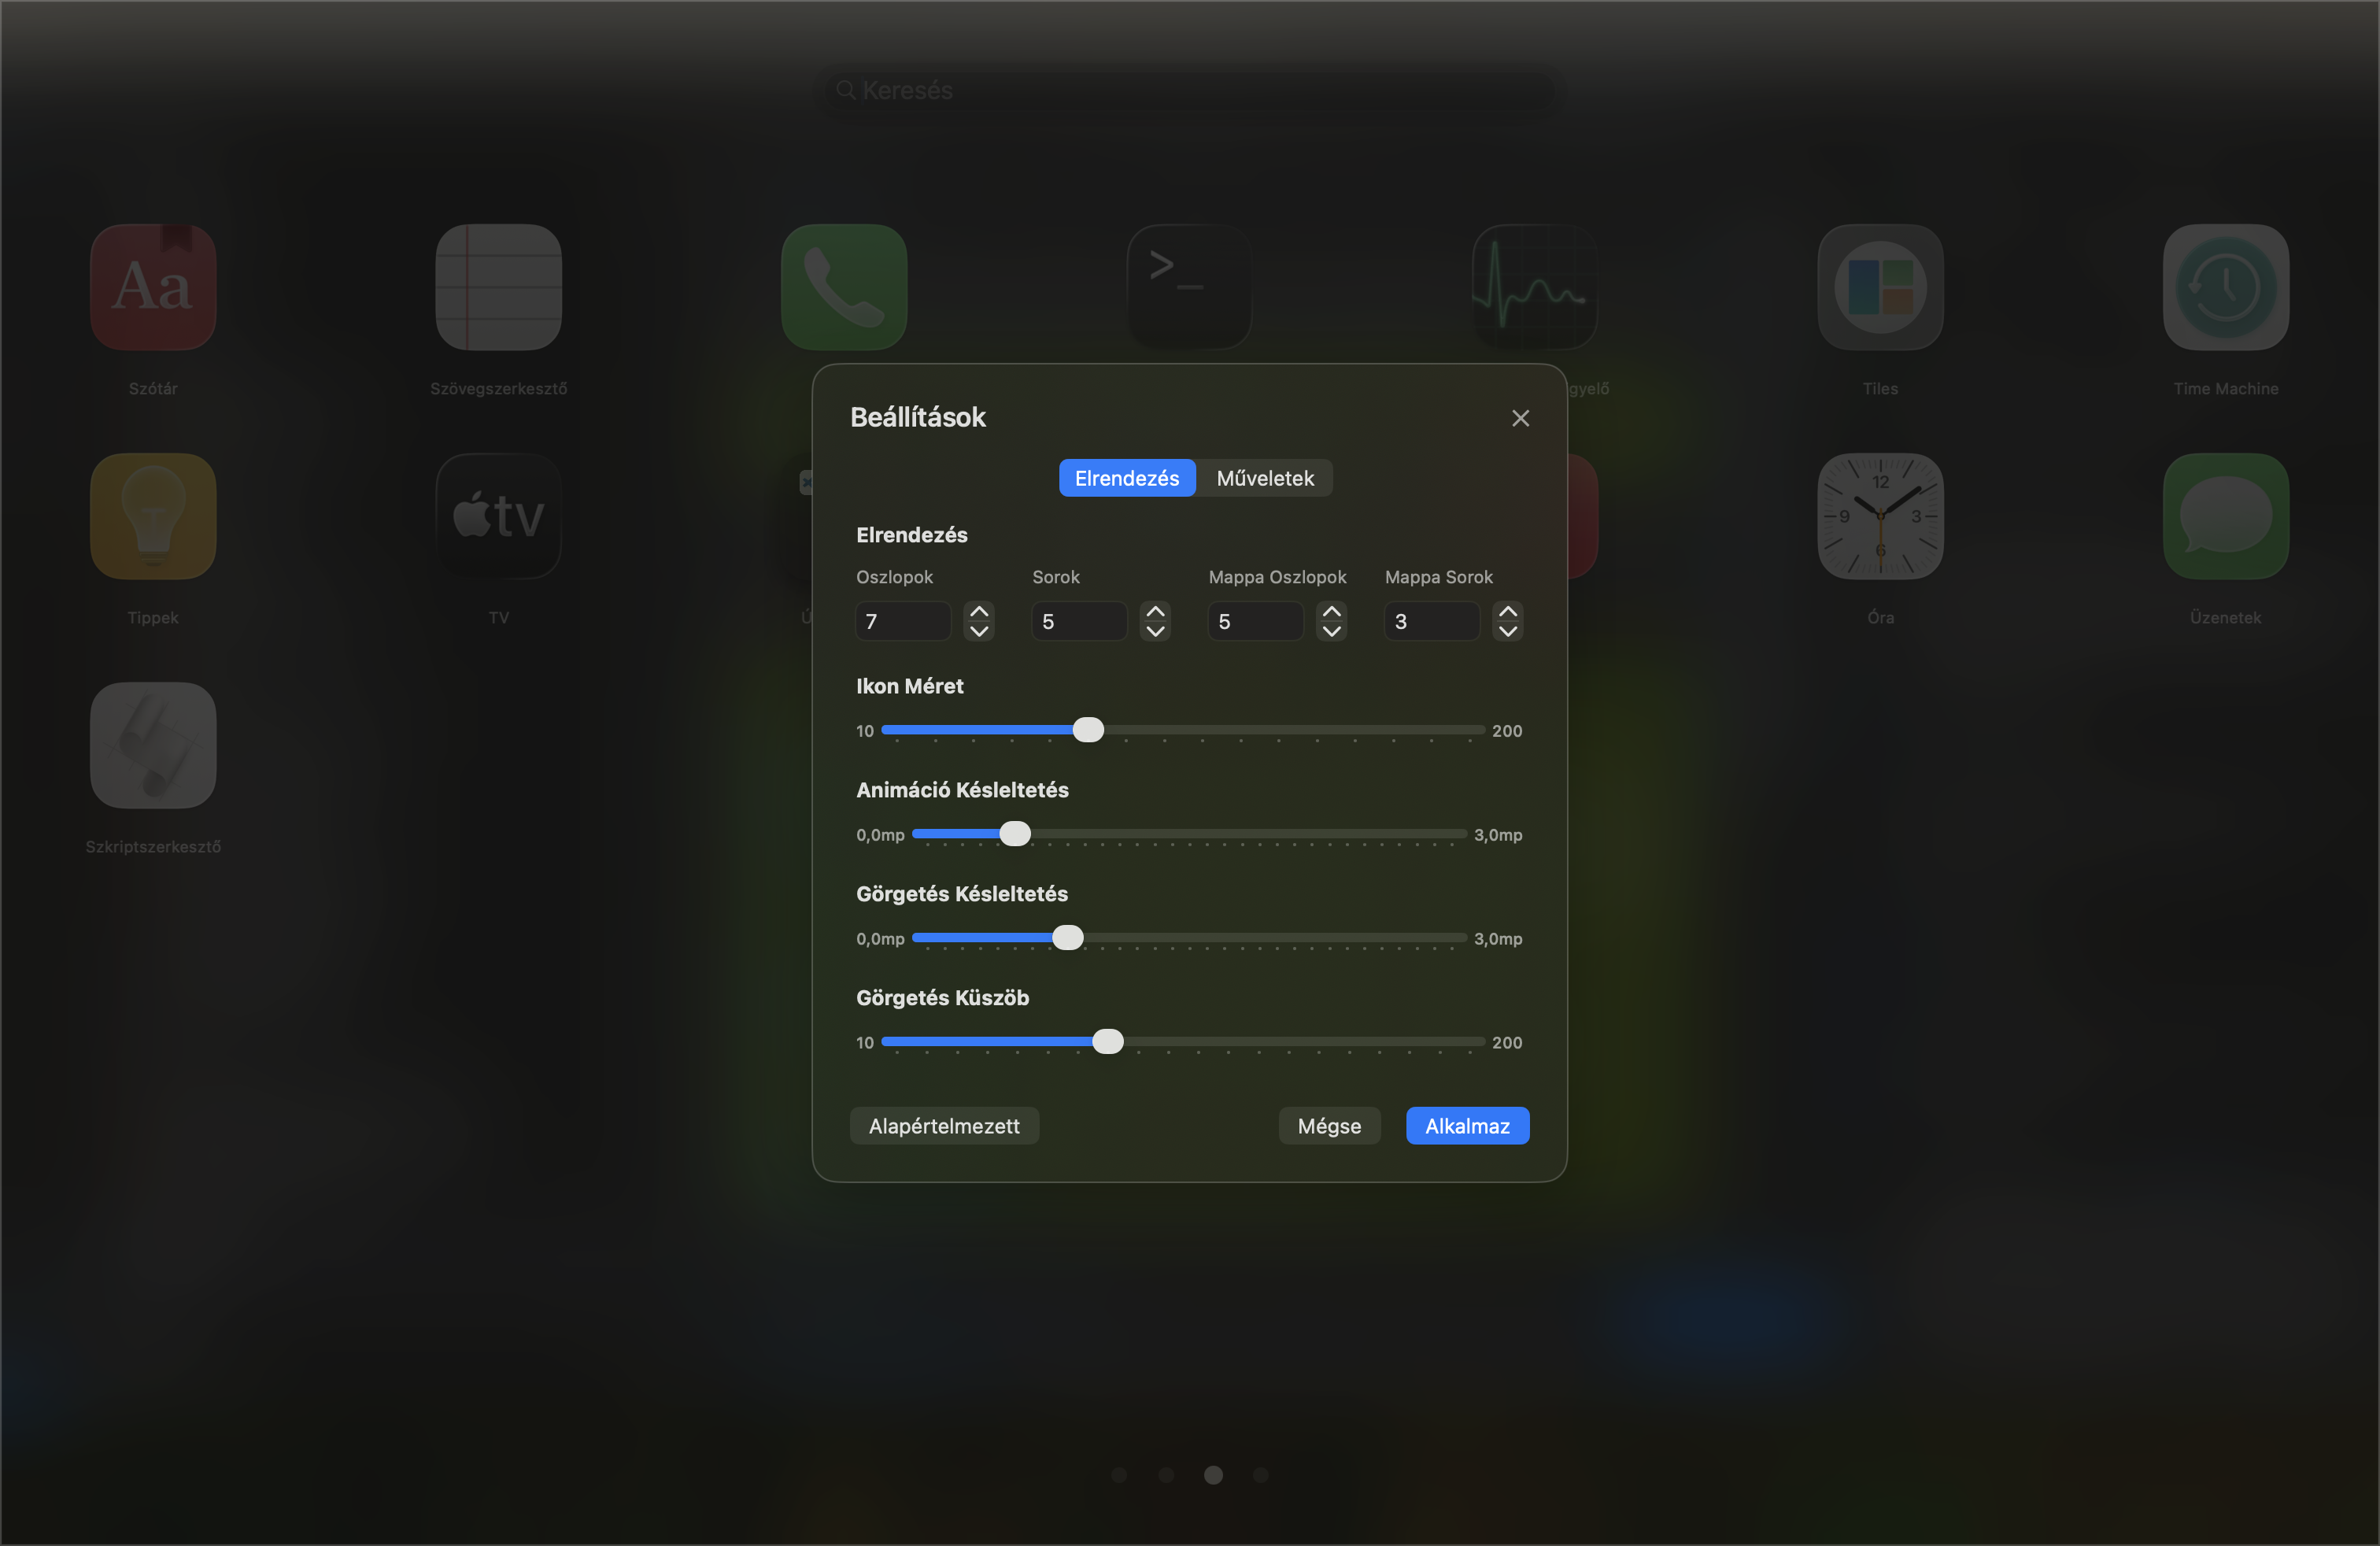 Keresés
Aa
>_
Szótár
Szövegszerkesztő
gyelő
Tiles
Time Machine
Beállítások
Elrendezés Műveletek
Elrendezés
Oszlopok Sorok Mappa Oszlopok Mappa Sorok
7 5 5 3
tv
12
9 3
6
Tippek
TV
Ú
Óra
Üzenetek
Ikon Méret
10 200
Animáció Késleltetés
0,0mp 3,0mp
Szkriptszerkesztő
Görgetés Késleltetés
0,0mp 3,0mp
Görgetés Küszöb
10 200
Alapértelmezett Mégse Alkalmaz